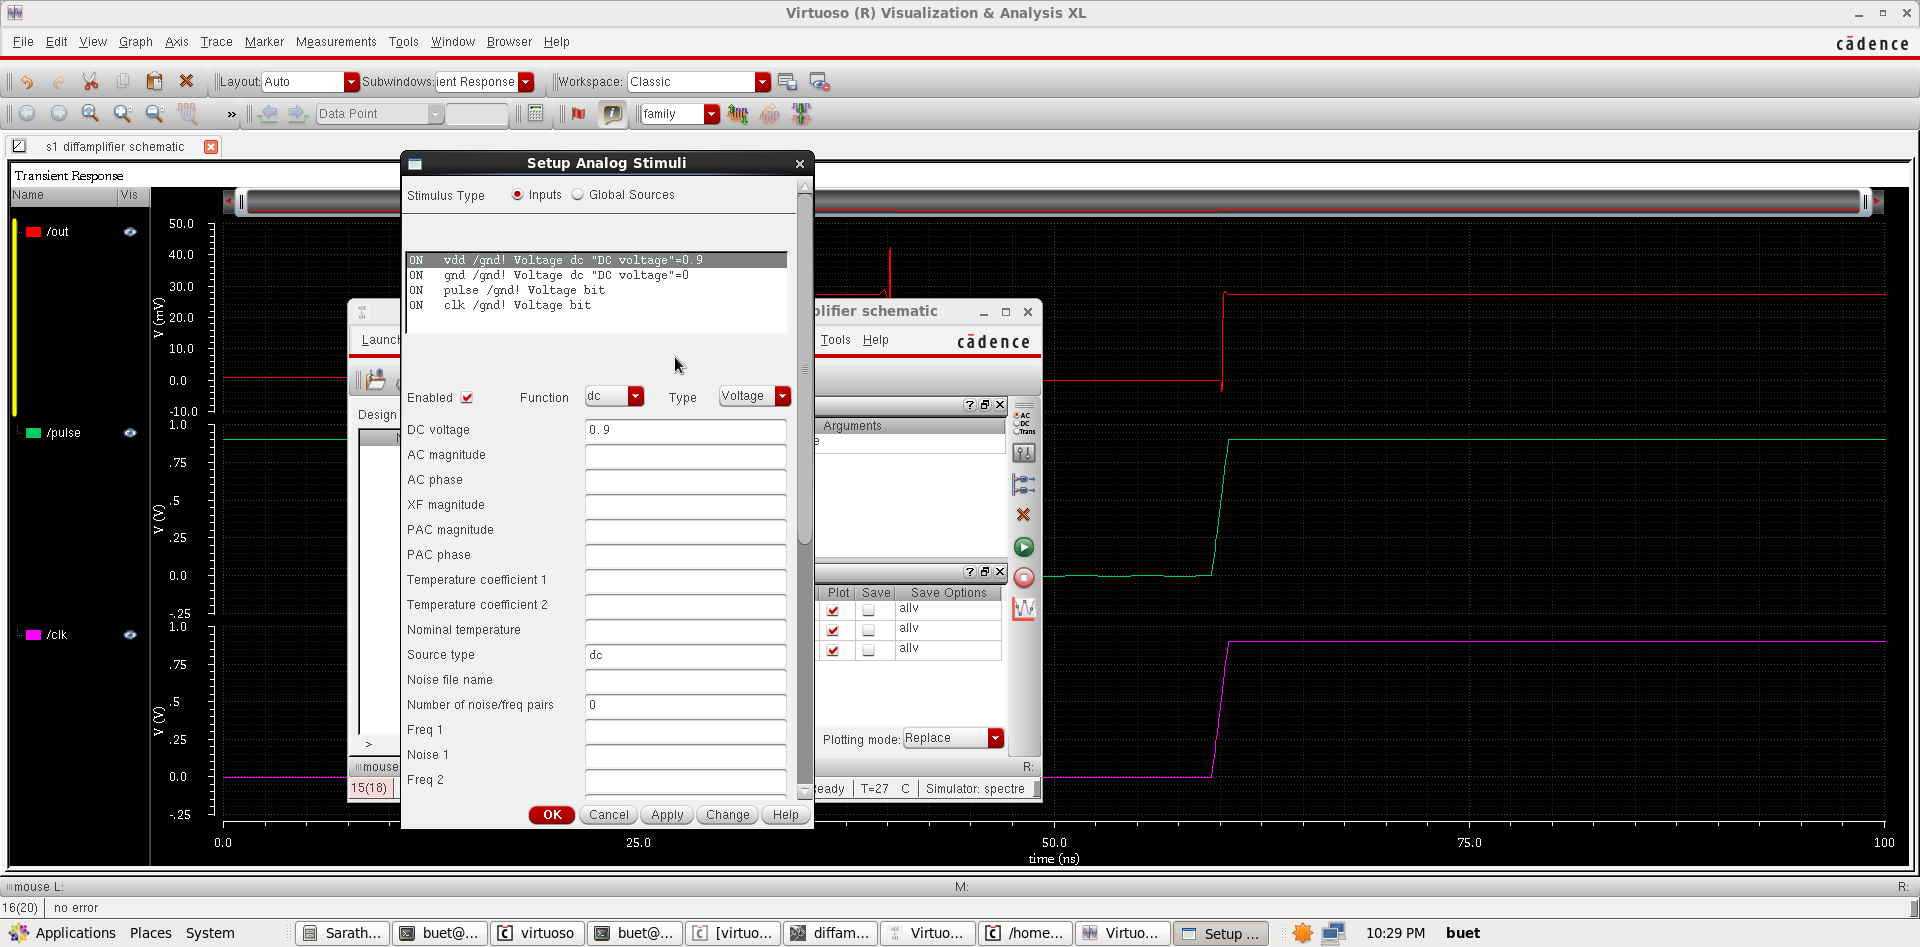 Virtuoso (R) Visualization & Analysis XL
File Edit View Graph Axis Trace Marker Measurements Tools Window Browser Help
cādence
Layout: Auto Subwindows: ient Response Workspace: Classic
» Data Point family
s1 diffamplifier schematic
Transient Response
Name Vis
/out
/pulse
/clk
50.0
40.0
30.0
20.0
10.0
0.0
-10.0
V (mV)
1.0
.75
.5
.25
0.0
-.25
V (V)
1.0
.75
.5
.25
0.0
-.25
V (V)
0.0 25.0 50.0 75.0 100
time (ns)
Setup Analog Stimuli
Stimulus Type Inputs Global Sources
ON vdd /gnd! Voltage dc "DC voltage"=0.9
ON gnd /gnd! Voltage dc "DC voltage"=0
ON pulse /gnd! Voltage bit
ON clk /gnd! Voltage bit
Enabled Function dc Type Voltage
DC voltage 0.9
AC magnitude
AC phase
XF magnitude
PAC magnitude
PAC phase
Temperature coefficient 1
Temperature coefficient 2
Nominal temperature
Source type dc
Noise file name
Number of noise/freq pairs 0
Freq 1
Noise 1
Freq 2
OK Cancel Apply Change Help
plifier schematic
Launch Tools Help
cādence
Design
Arguments
e
AC
DC
Trans
Plot Save Save Options
allv
allv
allv
>
Plotting mode: Replace
mouse R:
15(18) Ready T=27 C Simulator: spectre
mouse L: M: R:
16(20) no error
Applications Places System Sarath... buet@... virtuoso buet@... [virtuo... diffam... Virtuo... /home... Virtuo... Setup ... 10:29 PM buet